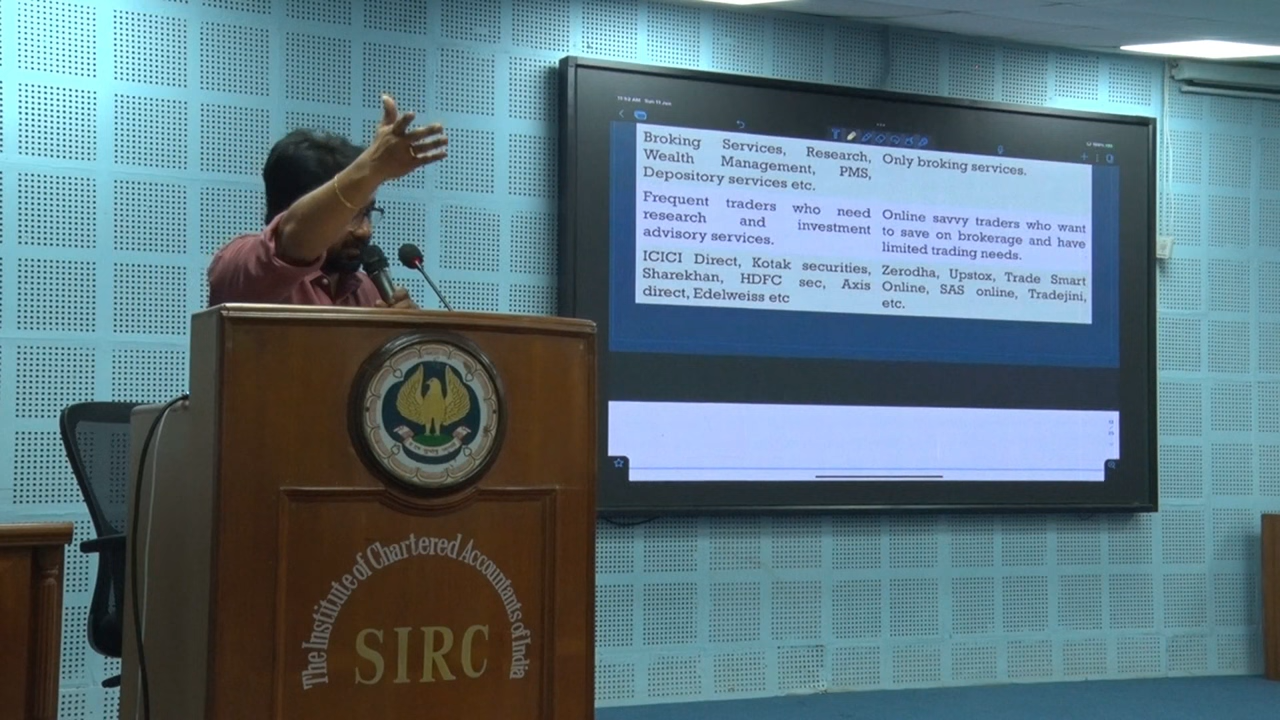 Broking Services, Research,
Wealth Management, PMS,
Depository services etc.
Only broking services.
Frequent traders who need
research and investment
advisory services.
Online savvy traders who want
to save on brokerage and have
limited trading needs.
ICICI Direct, Kotak securities,
Sharekhan, HDFC sec, Axis
direct, Edelweiss etc
Zerodha, Upstox, Trade Smart
Online, SAS online, Tradejini,
etc.
The Institute of Chartered Accountants of India
SIRC